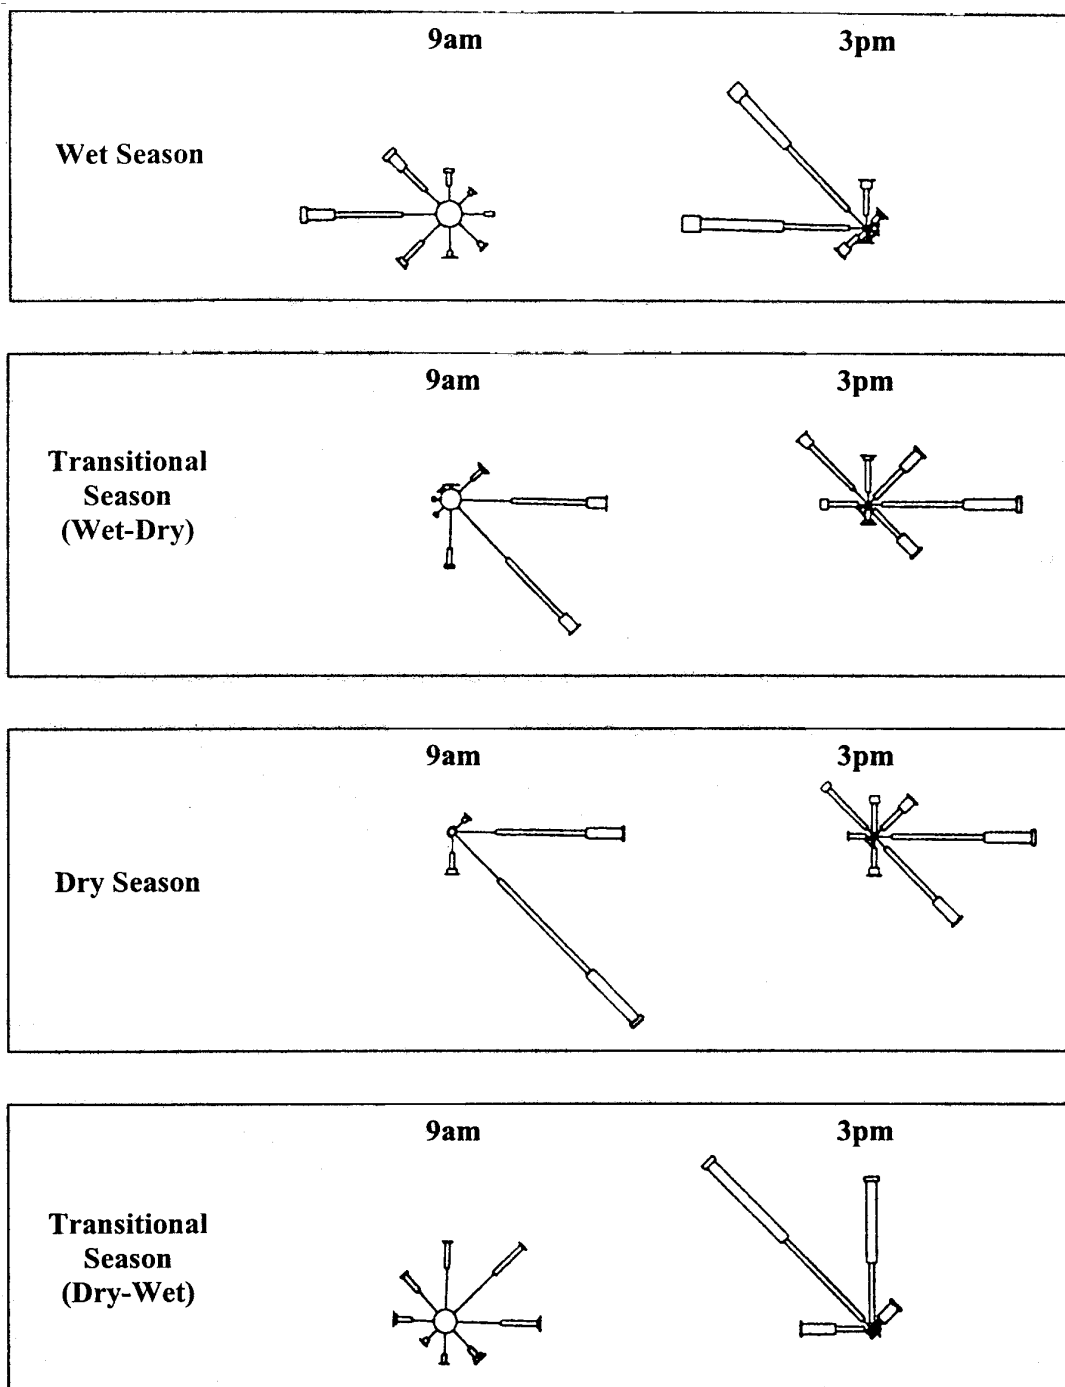 9am
3pm
Wet Season
9am
3pm
Transitional
Season
(Wet-Dry)
9am
3pm
Dry Season
9am
3pm
Transitional
Season
(Dry-Wet)